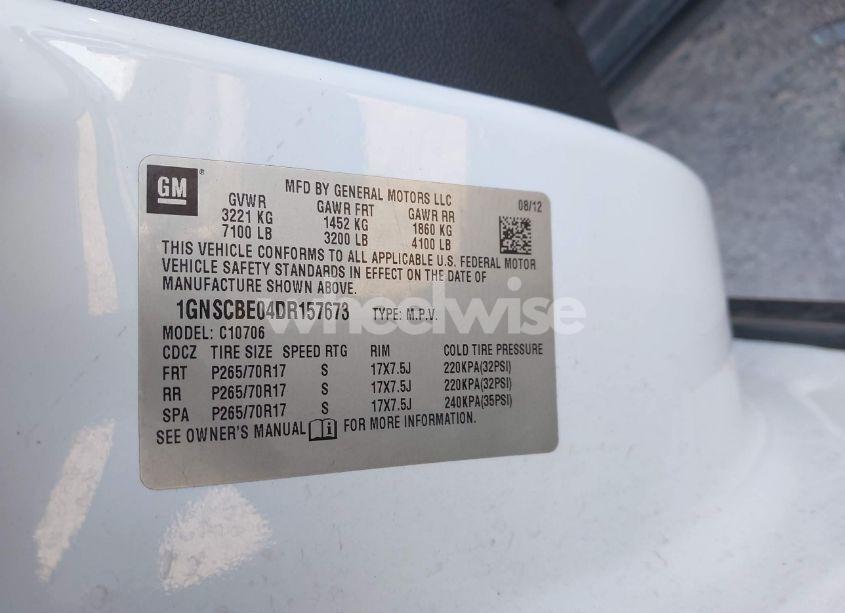 GM
MFD BY GENERAL MOTORS LLC
08/12
GVWR GAWR FRT GAWR RR
3221 KG 1452 KG 1860 KG
7100 LB 3200 LB 4100 LB
THIS VEHICLE CONFORMS TO ALL APPLICABLE U.S. FEDERAL MOTOR
VEHICLE SAFETY STANDARDS IN EFFECT ON THE DATE OF
MANUFACTURE SHOWN ABOVE.
1GNSCBE04DR157673 TYPE: M.P.V.
wheelwise
MODEL: C10706
CDCZ TIRE SIZE SPEED RTG RIM COLD TIRE PRESSURE
FRT P265/70R17 S 17X7.5J 220KPA(32PSI)
RR P265/70R17 S 17X7.5J 220KPA(32PSI)
SPA P265/70R17 S 17X7.5J 240KPA(35PSI)
SEE OWNER'S MANUAL FOR MORE INFORMATION.